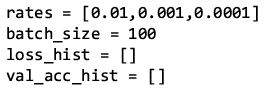 rates = [0.01,0.001,0.0001]
batch_size = 100
loss_hist = []
val_acc_hist = []